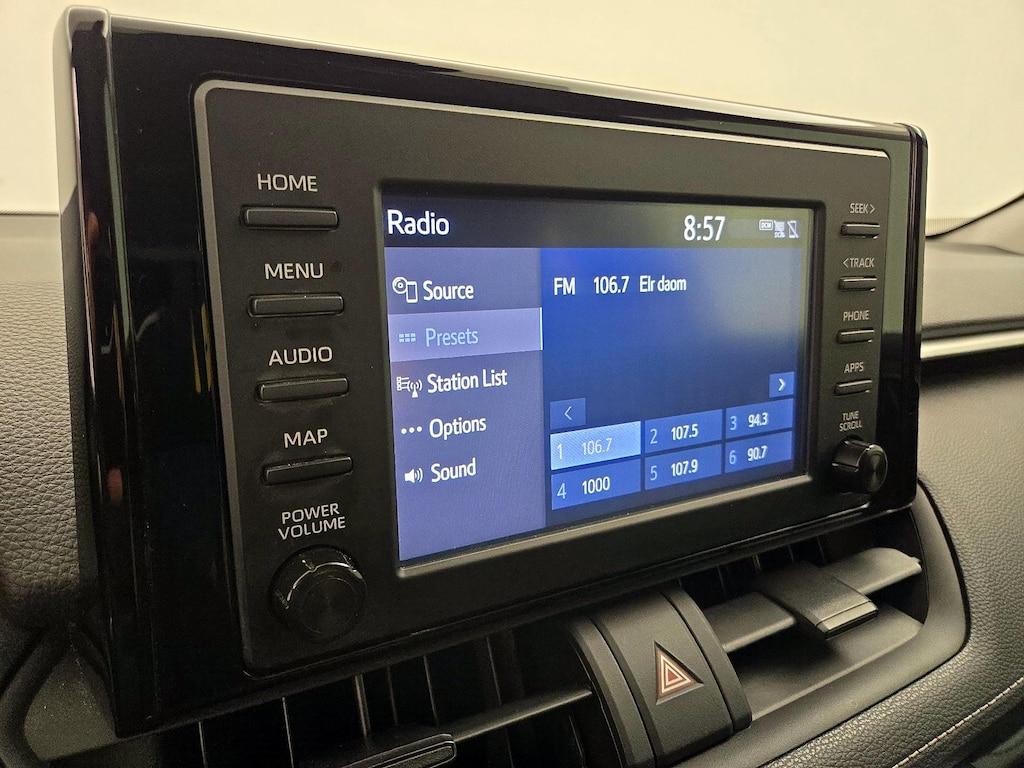 HOME
MENU
AUDIO
MAP
POWER
VOLUME
Radio
8:57
DCM
Source
Presets
Station List
Options
Sound
FM 106.7 Elr daom
<
>
1 106.7
2 107.5
3 94.3
4 1000
5 107.9
6 90.7
SEEK >
< TRACK
PHONE
APPS
TUNE
SCROLL